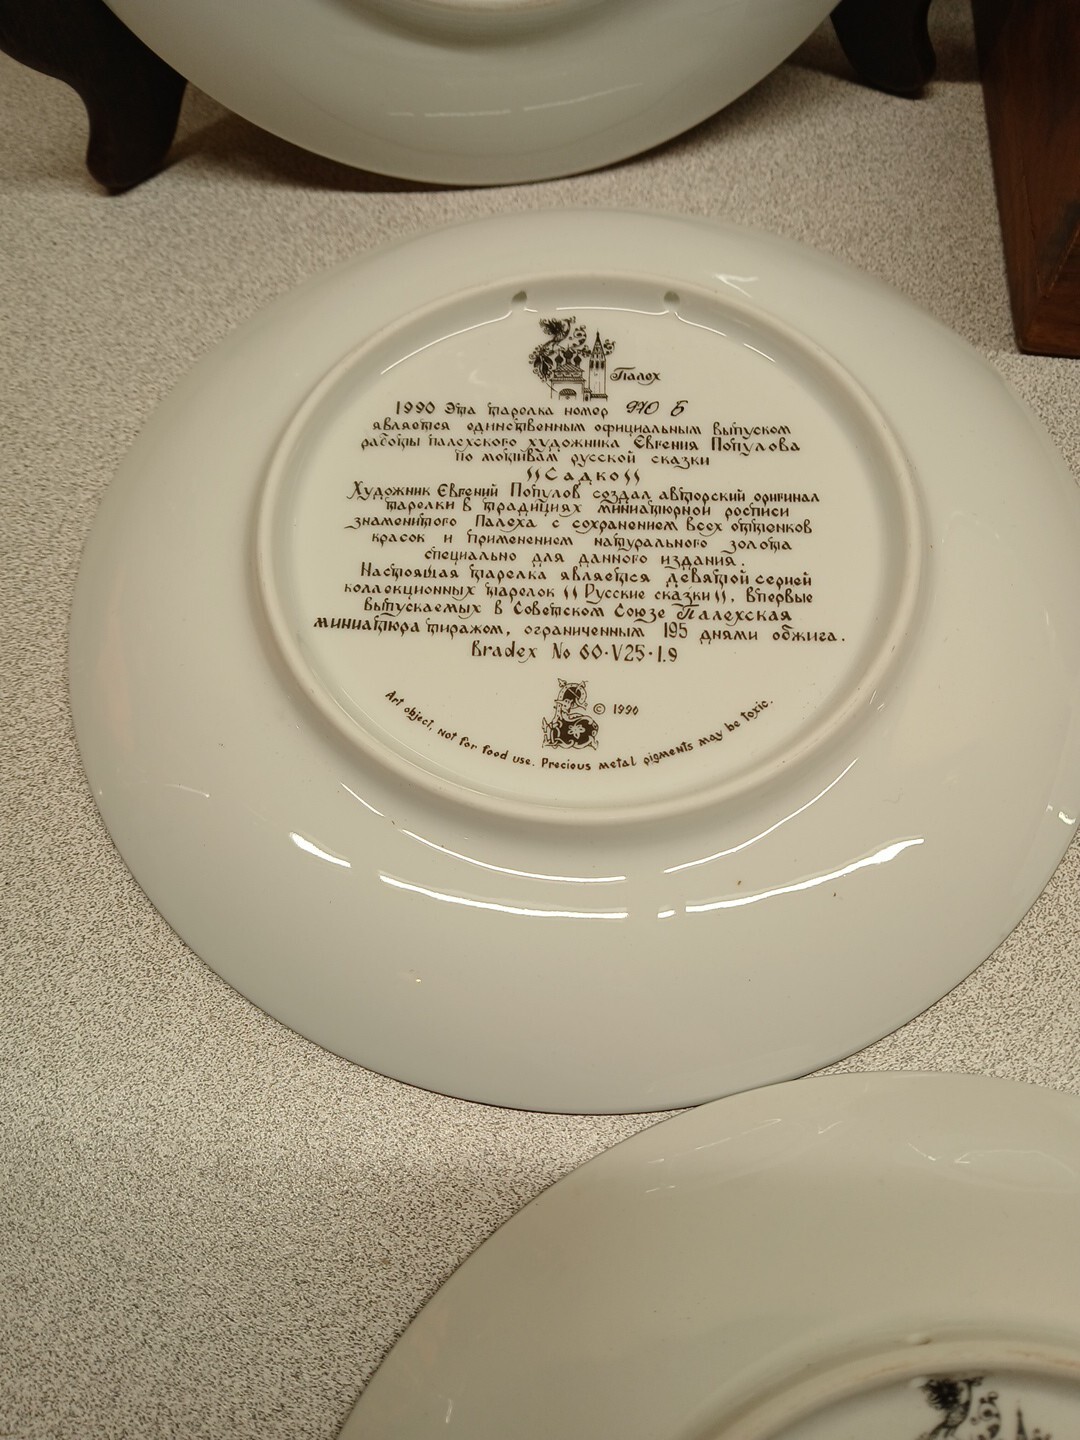 Палех
1990 Эта тарелка номер 970 Б
является единственным официальным выпуском
работы палехского художника Евгения Популова
по мотивам русской сказки
"Садко"
Художник Евгений Популов создал авторский оригинал
тарелки в традициях миниатюрной росписи
знаменитого Палеха с сохранением всех оттенков
красок и применением натурального золота
специально для данного издания.
Настоящая тарелка является девятой серией
коллекционных тарелок "Русские сказки", впервые
выпускаемых в Советском Союзе Палехская
миниатюра тиражом, ограниченным 195 днями обжига.
Bradex No 60·V25·1.9
© 1990
Art object, not for food use. Precious metal pigments may be toxic.